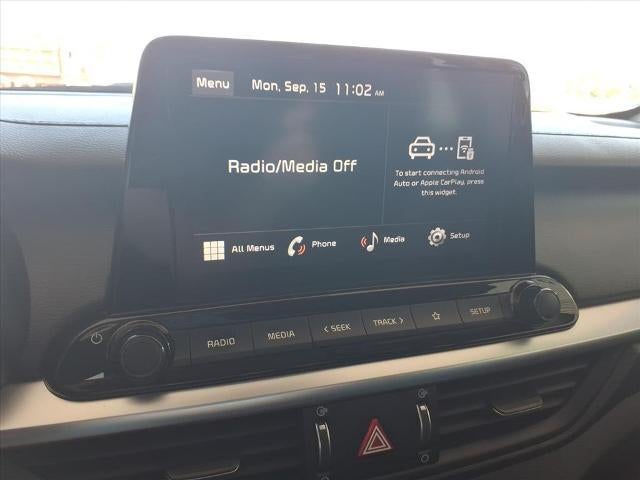 Menu
Mon, Sep, 15 11:02 AM
Radio/Media Off
To start connecting Android
Auto or Apple CarPlay, press
this widget.
All Menus
Phone
Media
Setup
RADIO
MEDIA
< SEEK
TRACK >
☆
SETUP